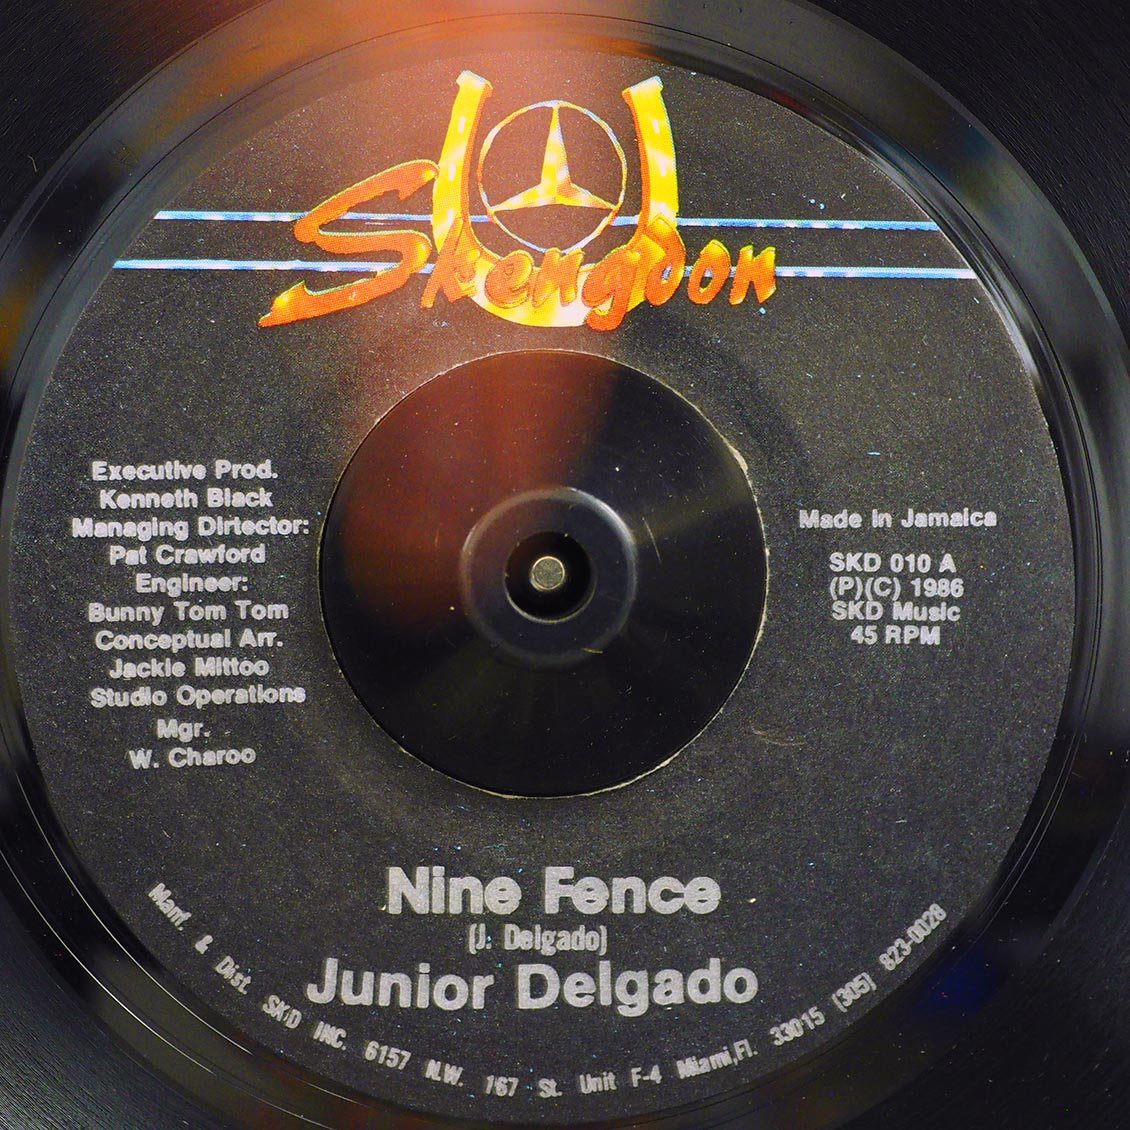 Skengdon
Executive Prod.
Kenneth Black
Managing Dirtector:
Pat Crawford
Engineer:
Bunny Tom Tom
Conceptual Arr.
Jackie Mittoo
Studio Operations
Mgr.
W. Charoo
Made in Jamaica
SKD 010 A
(P)(C) 1986
SKD Music
45 RPM
Nine Fence
(J. Delgado)
Junior Delgado
Manf. & Dist. SKD INC. 6157 N.W. 167 St. Unit F-4 Miami, Fl. 33015 (305) 823-0028